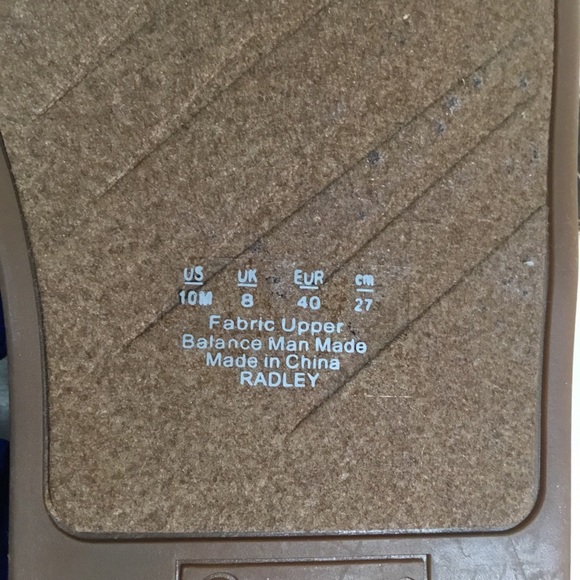 US UK EUR cm
10M 8 40 27
Fabric Upper
Balance Man Made
Made in China
RADLEY